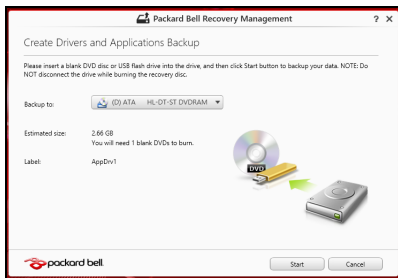 Packard Bell Recovery Management
? X
Create Drivers and Applications Backup
Please insert a blank DVD disc or USB flash drive into the drive, and then click Start button to backup your data. NOTE: Do
NOT disconnect the drive while burning the recovery disc.
Backup to: (D) ATA HL-DT-ST DVDRAM
Estimated size: 2.66 GB
You will need 1 blank DVDs to burn.
Label: AppDrv1
DVD
packard bell.
Start Cancel